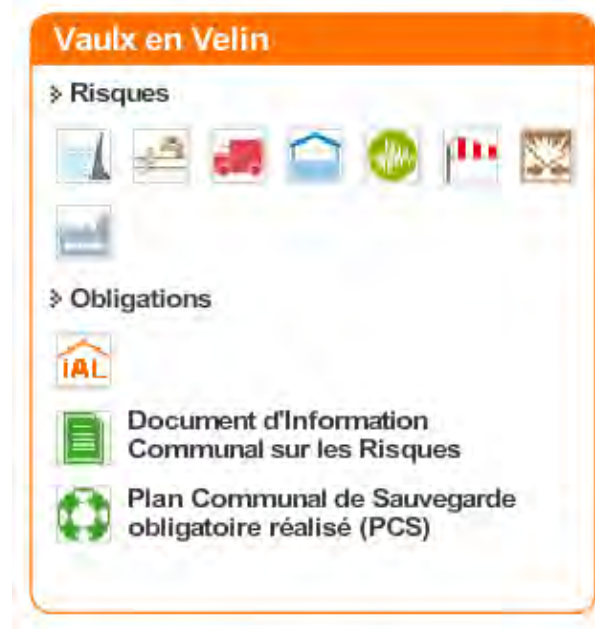 Vaulx en Velin
Risques
Obligations
iAL
Document d'Information
Communal sur les Risques
Plan Communal de Sauvegarde
obligatoire réalisé (PCS)